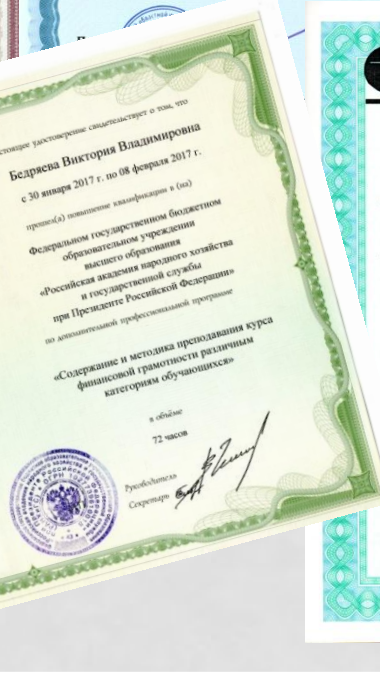 стоящее удостоверение свидетельствует о том, что
Бедряева Виктория Владимировна
с 30 января 2017 г. по 08 февраля 2017 г.
прошел(а) повышение квалификации в (на)
Федеральном государственном бюджетном
образовательном учреждении
высшего образования
«Российская академия народного хозяйства
и государственной службы
при Президенте Российской Федерации»
по дополнительной профессиональной программе
«Содержание и методика преподавания курса
финансовой грамотности различным
категориям обучающихся»
в объёме
72 часов
Руководитель
Секретарь